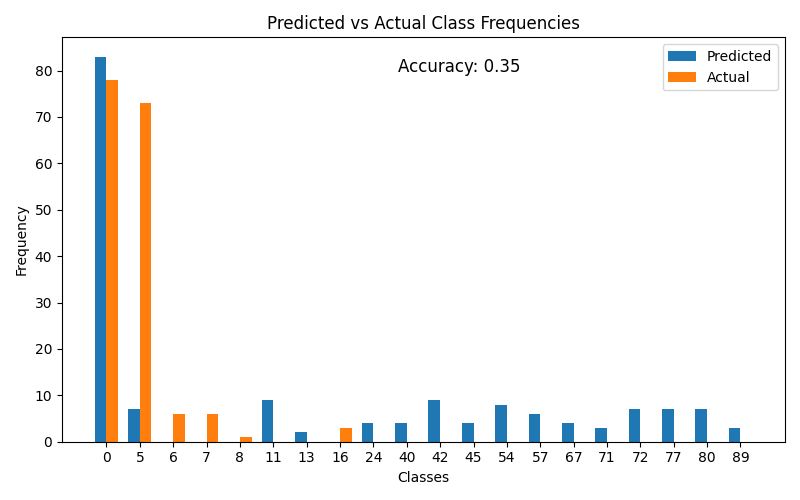 Predicted vs Actual Class Frequencies
Accuracy: 0.35
Predicted
Actual
Frequency
80
70
60
50
40
30
20
10
0
0 5 6 7 8 11 13 16 24 40 42 45 54 57 67 71 72 77 80 89
Classes